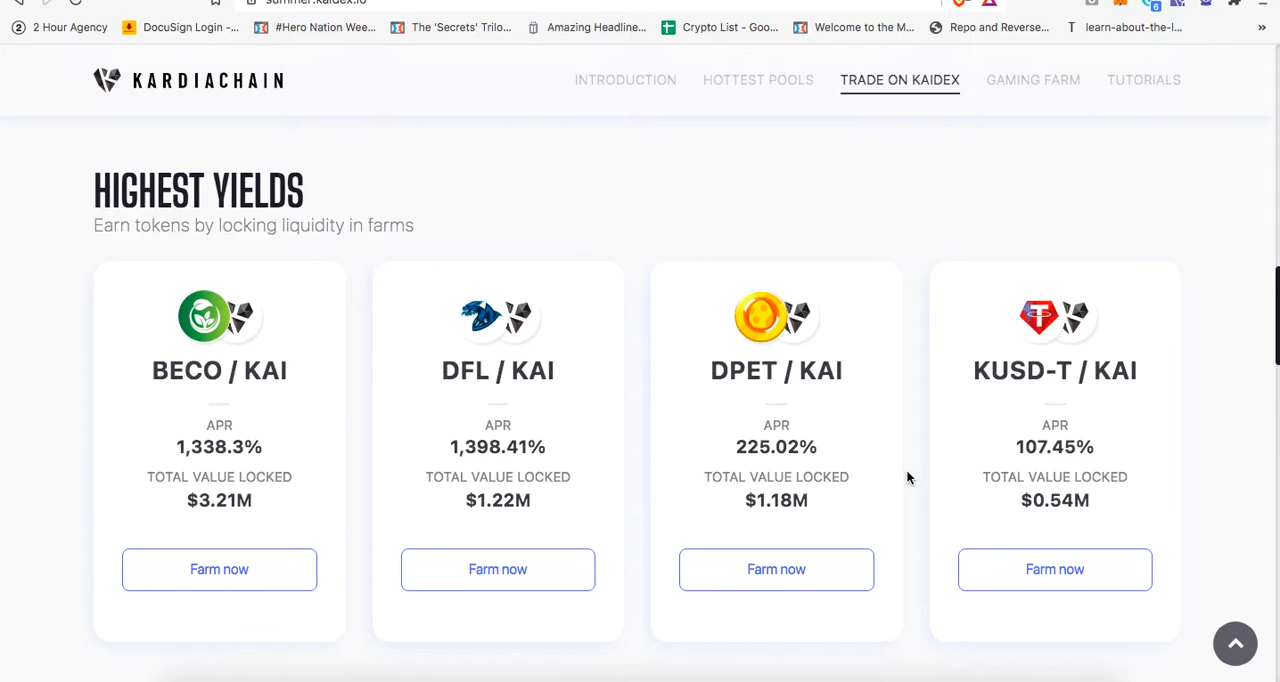 summer.kaidex.io
2 Hour Agency DocuSign Login -... #Hero Nation Wee... The 'Secrets' Trilo... Amazing Headline... Crypto List - Goo... Welcome to the M... Repo and Reverse... T learn-about-the-l... »
KARDIACHAIN INTRODUCTION HOTTEST POOLS TRADE ON KAIDEX GAMING FARM TUTORIALS
HIGHEST YIELDS
Earn tokens by locking liquidity in farms
BECO / KAI
APR
1,338.3%
TOTAL VALUE LOCKED
$3.21M
Farm now
DFL / KAI
APR
1,398.41%
TOTAL VALUE LOCKED
$1.22M
Farm now
DPET / KAI
APR
225.02%
TOTAL VALUE LOCKED
$1.18M
Farm now
KUSD-T / KAI
APR
107.45%
TOTAL VALUE LOCKED
$0.54M
Farm now